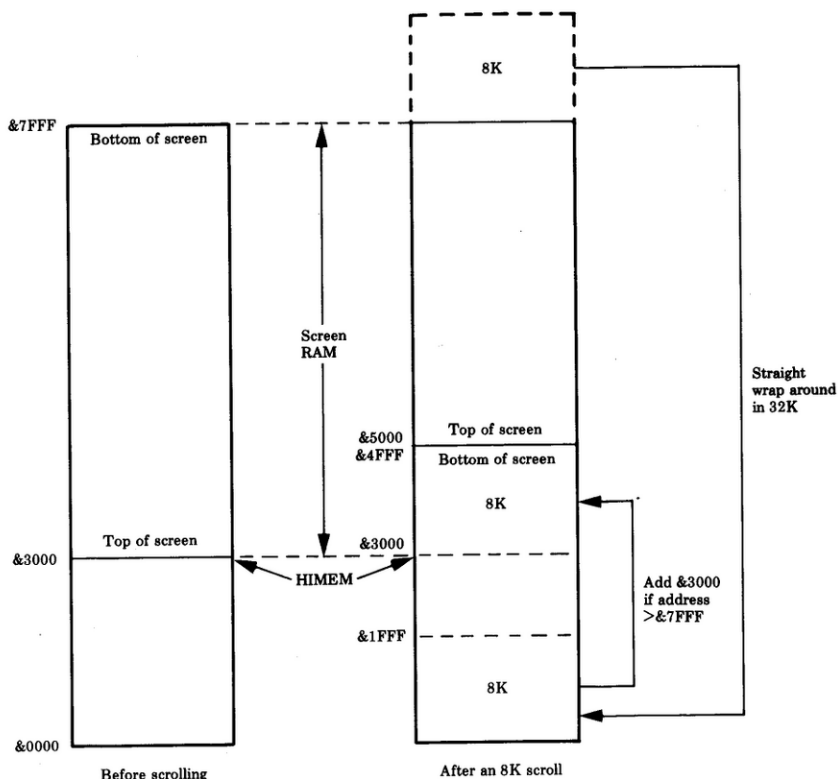 8K
&7FFF
Bottom of screen
Screen
RAM
Straight
wrap around
in 32K
&5000
Top of screen
&4FFF
Bottom of screen
8K
Top of screen
&3000
&3000
HIMEM
Add &3000
if address
>&7FFF
&1FFF
8K
&0000
Before scrolling
After an 8K scroll